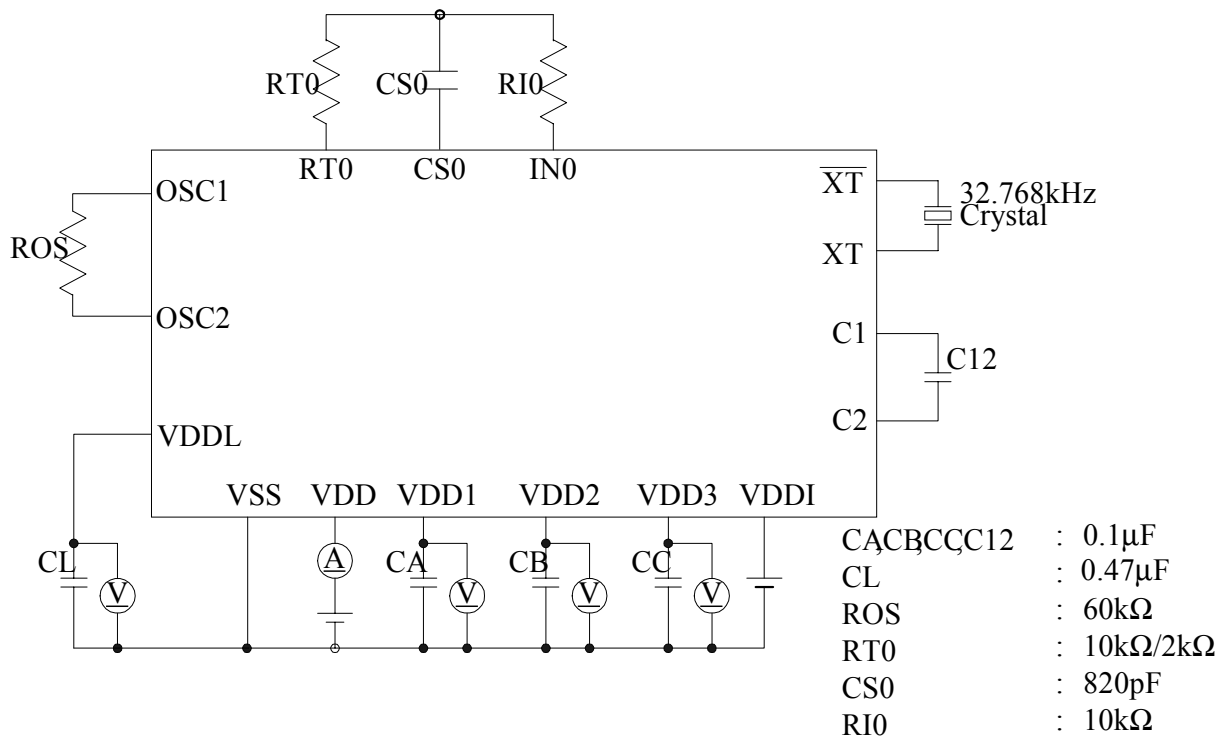 RT0 CS0 RI0
RT0 CS0 IN0
OSC1
ROS
OSC2
VDDL
XT
32.768kHz
Crystal
XT
C1
C12
C2
VSS VDD VDD1 VDD2 VDD3 VDDI
CL V A CA V CB V CC V
CA,CB,CC,C12 : 0.1μF
CL : 0.47μF
ROS : 60kΩ
RT0 : 10kΩ/2kΩ
CS0 : 820pF
RI0 : 10kΩ